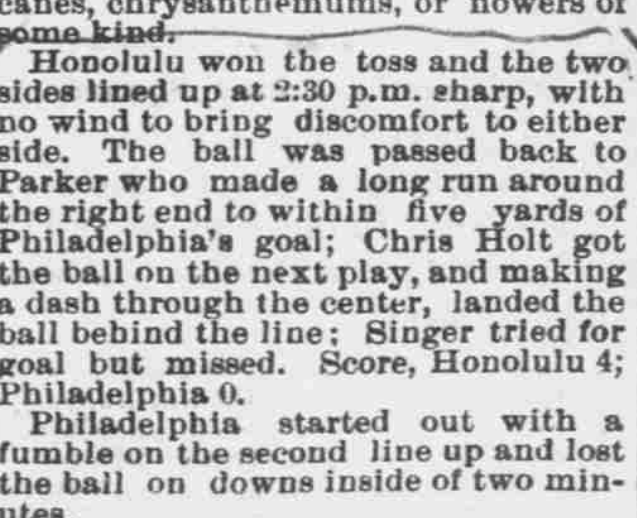 canes, chrysanthemums, or flowers of
some kind.
Honolulu won the toss and the two
sides lined up at 2:30 p.m. sharp, with
no wind to bring discomfort to either
side. The ball was passed back to
Parker who made a long run around
the right end to within five yards of
Philadelphia's goal; Chris Holt got
the ball on the next play, and making
a dash through the center, landed the
ball behind the line; Singer tried for
goal but missed. Score, Honolulu 4;
Philadelphia 0.
Philadelphia started out with a
fumble on the second line up and lost
the ball on downs inside of two min-
utes